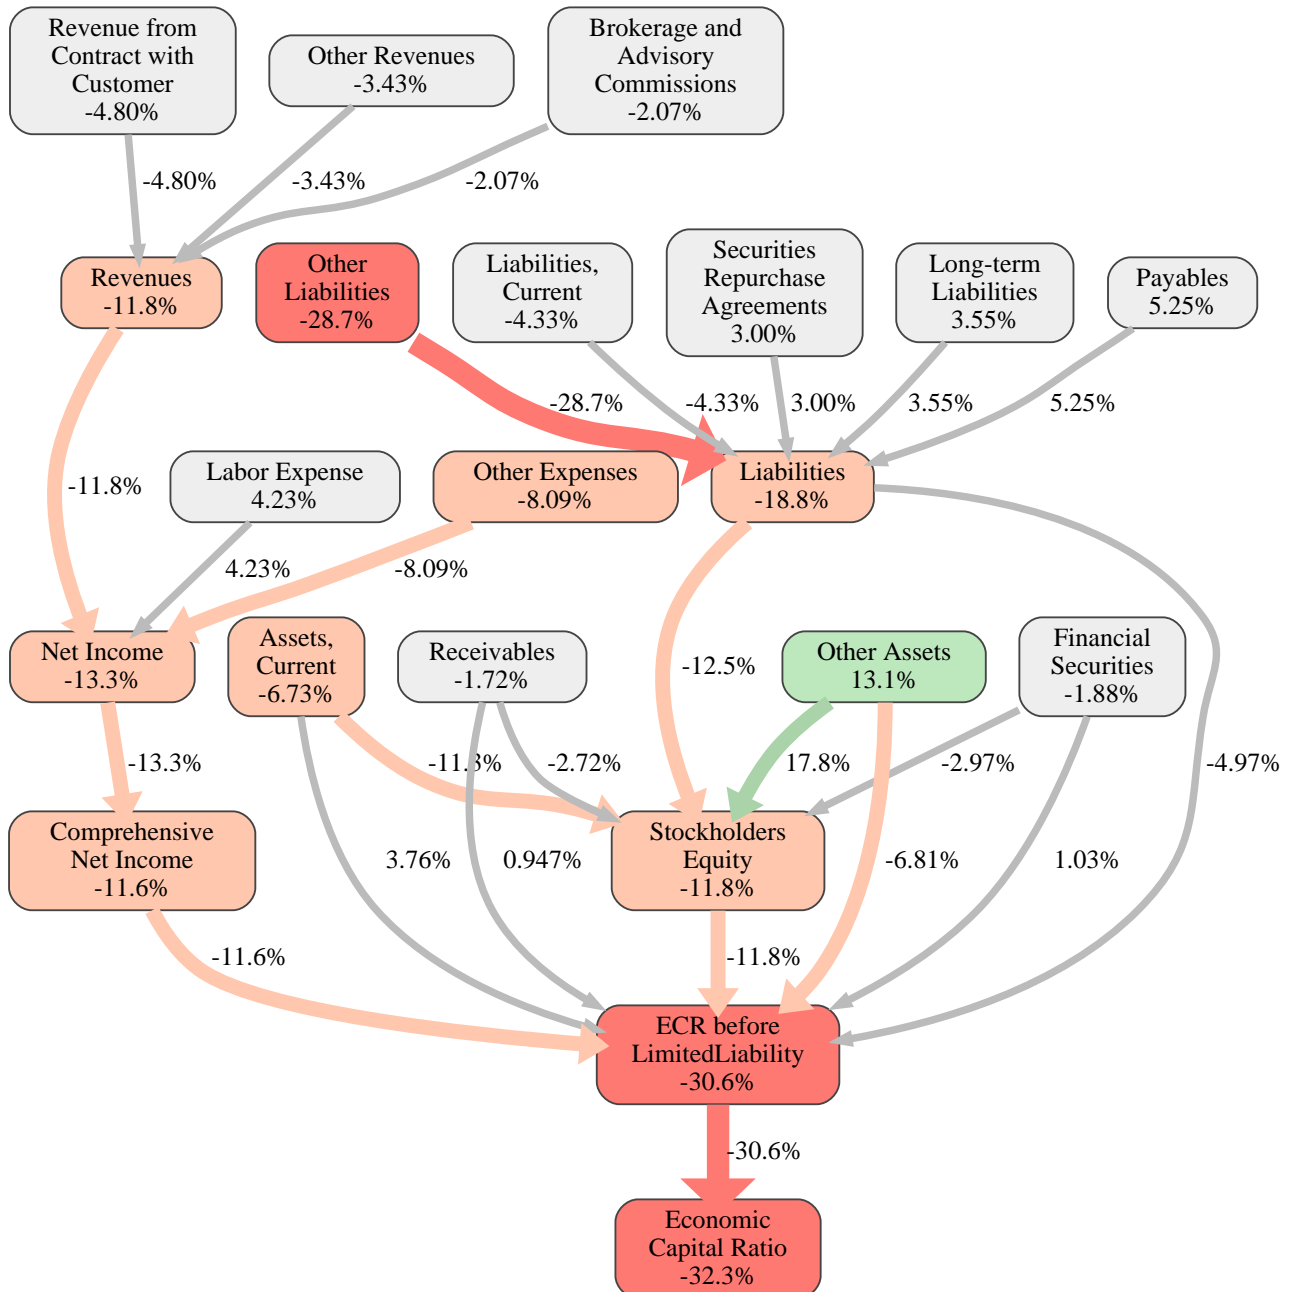 Revenue from
Contract with
Customer
-4.80%
Other Revenues
-3.43%
Brokerage and
Advisory
Commissions
-2.07%
-4.80%
-3.43%
-2.07%
Revenues
-11.8%
Other
Liabilities
-28.7%
Liabilities,
Current
-4.33%
Securities
Repurchase
Agreements
3.00%
Long-term
Liabilities
3.55%
Payables
5.25%
-28.7%
-4.33%
3.00%
3.55%
5.25%
-11.8%
Labor Expense
4.23%
Other Expenses
-8.09%
Liabilities
-18.8%
4.23%
-8.09%
Net Income
-13.3%
Assets,
Current
-6.73%
Receivables
-1.72%
-12.5%
Other Assets
13.1%
Financial
Securities
-1.88%
-13.3%
-11.3%
-2.72%
17.8%
-2.97%
-4.97%
Comprehensive
Net Income
-11.6%
3.76%
0.947%
Stockholders
Equity
-11.8%
-6.81%
1.03%
-11.6%
-11.8%
ECR before
LimitedLiability
-30.6%
-30.6%
Economic
Capital Ratio
-32.3%